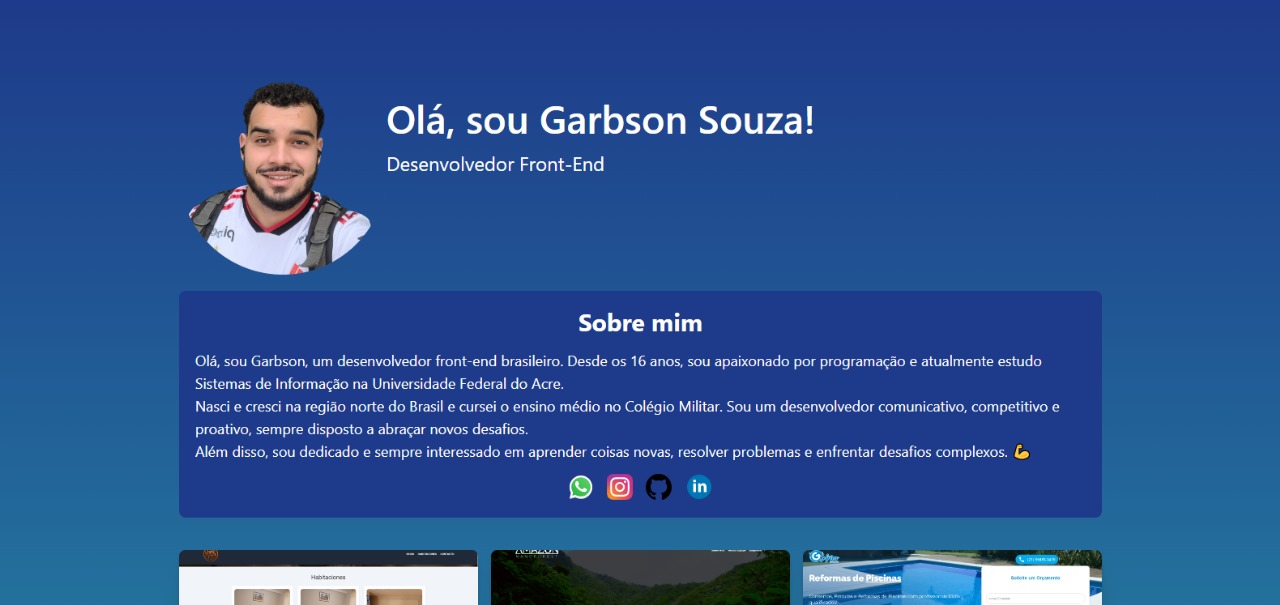 Olá, sou Garbson Souza!
Desenvolvedor Front-End
Sobre mim
Olá, sou Garbson, um desenvolvedor front-end brasileiro. Desde os 16 anos, sou apaixonado por programação e atualmente estudo
Sistemas de Informação na Universidade Federal do Acre.
Nasci e cresci na região norte do Brasil e cursei o ensino médio no Colégio Militar. Sou um desenvolvedor comunicativo, competitivo e
proativo, sempre disposto a abraçar novos desafios.
Além disso, sou dedicado e sempre interessado em aprender coisas novas, resolver problemas e enfrentar desafios complexos. 💪
in
Habitaciones
AMAZON
Reformas de Piscinas
Solicite um Orçamento